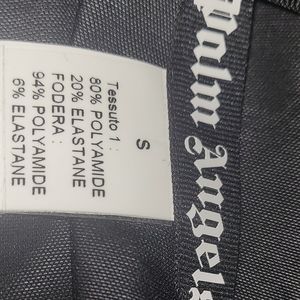 S
Tessuto 1 :
80% POLYAMIDE
20% ELASTANE
FODERA :
94% POLYAMIDE
6% ELASTANE
Palm Angels